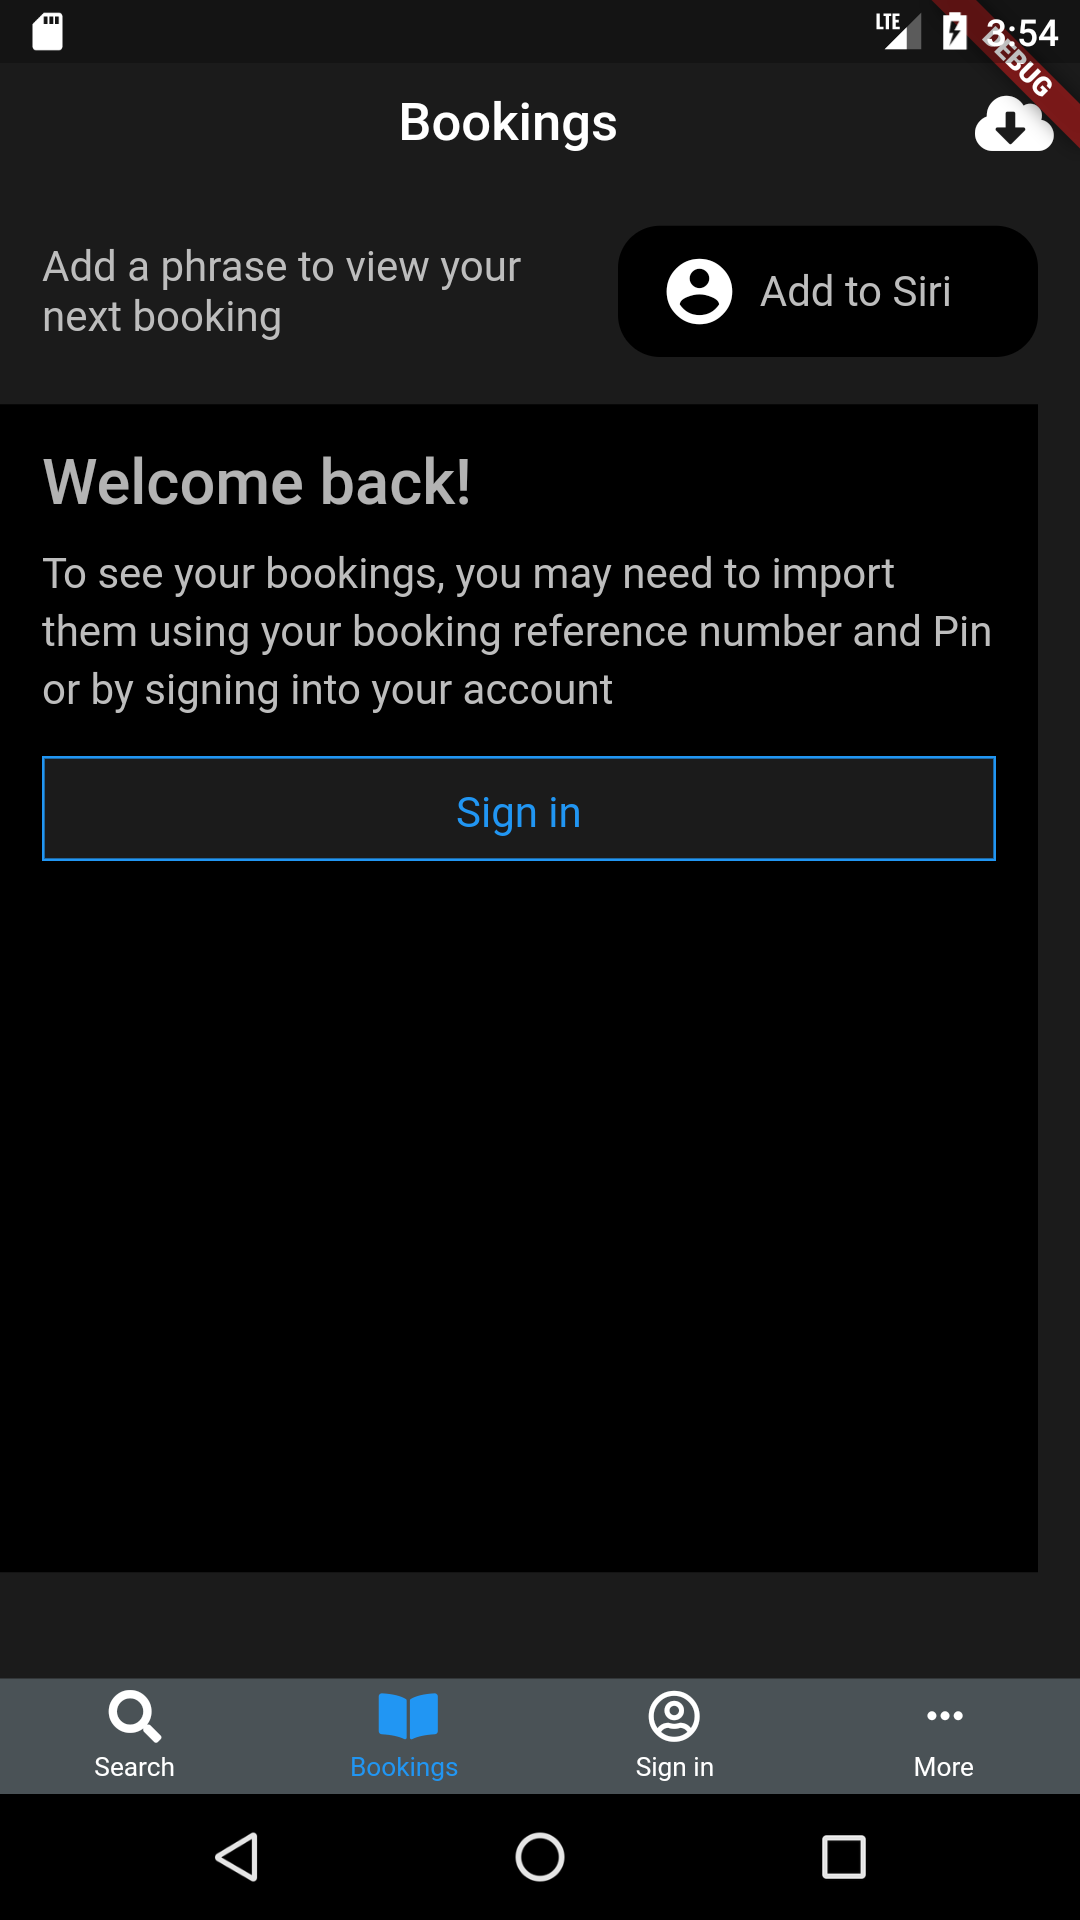 LTE
3:54
DEBUG
Bookings
Add a phrase to view your
next booking
Add to Siri
Welcome back!
To see your bookings, you may need to import
them using your booking reference number and Pin
or by signing into your account
Sign in
Search
Bookings
Sign in
More